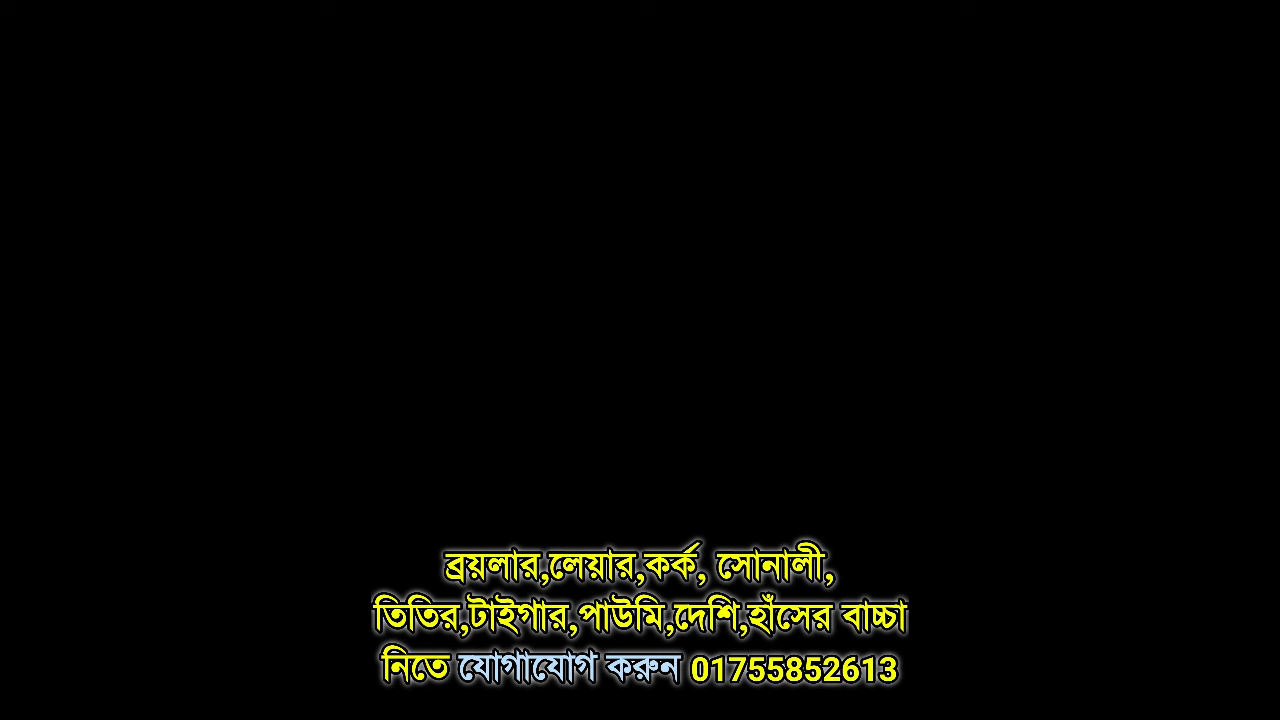 ব্রয়লার,লেয়ার,কর্ক, সোনালী,
তিতির,টাইগার,পাউমি,দেশি,হাঁসের বাচ্চা
নিতে যোগাযোগ করুন 01755852613